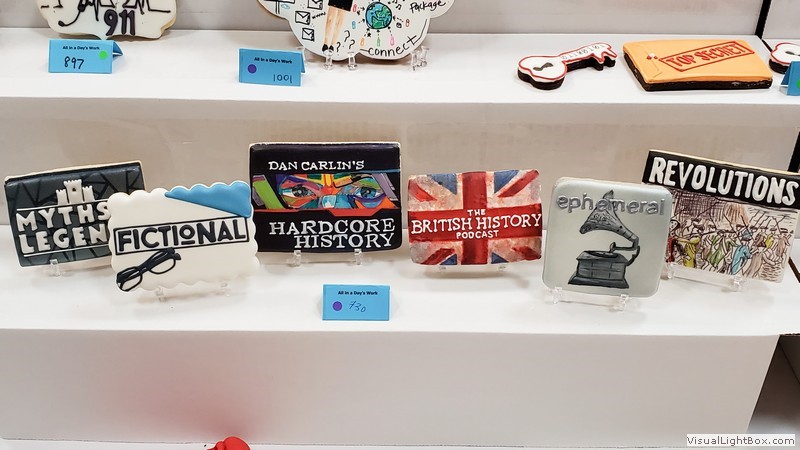 911
Package
connect
All in a Day's Work
897
All in a Day's Work
1001
TOP SECRET
MYTHS
LEGEN
FICTIONAL
DAN CARLIN'S
HARDCORE
HISTORY
THE
BRITISH HISTORY
PODCAST
ephemeral
REVOLUTIONS
All in a Day's Work
730
VisualLightBox.com